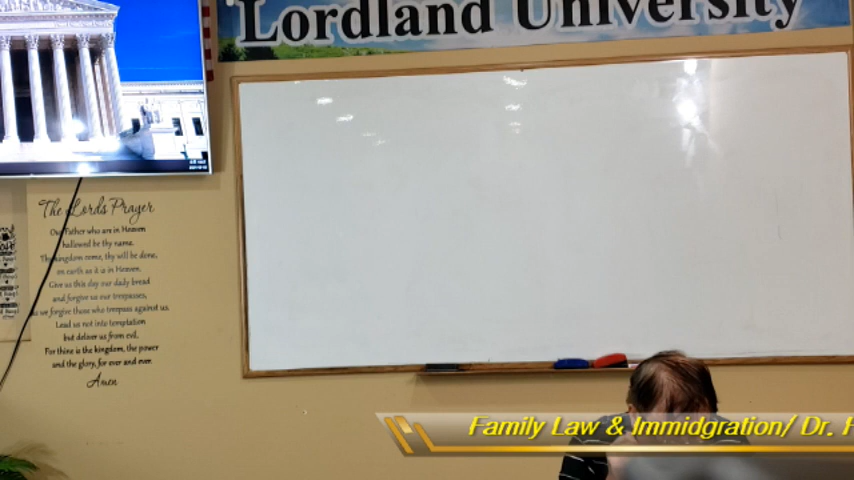 Lordland University
The Lord's Prayer
Our Father who are in Heaven
hallowed be thy name.
Thy kingdom come, thy will be done,
on earth as it is in Heaven.
Give us this day our daily bread
and forgive us our trespasses,
as we forgive those who trespass against us.
Lead us not into temptation
but deliver us from evil.
For thine is the kingdom, the power
and the glory, for ever and ever.
Amen
Family Law & Immidgration/ Dr.